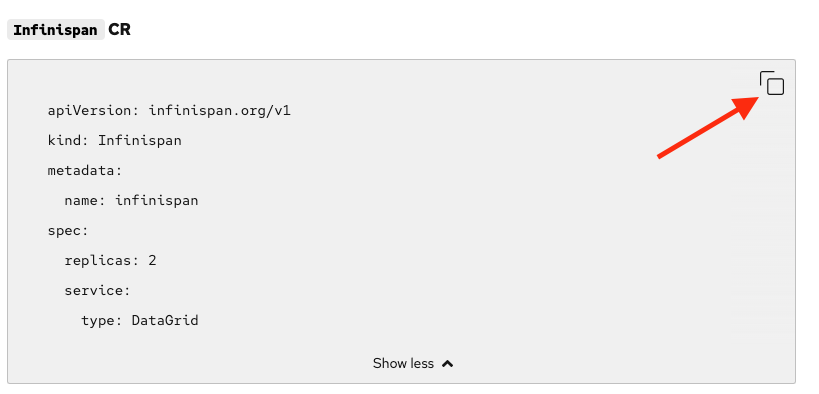 Infinispan CR
apiVersion: infinispan.org/v1
kind: Infinispan
metadata:
  name: infinispan
spec:
  replicas: 2
  service:
    type: DataGrid
Show less